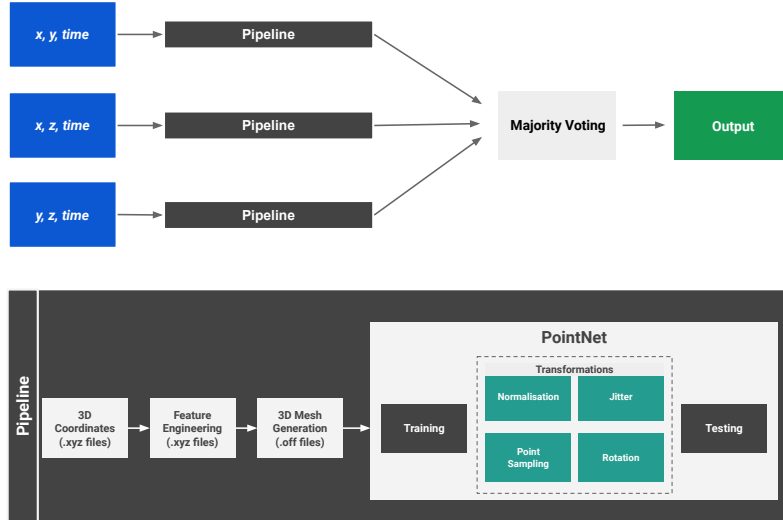 x, y, time
Pipeline
x, z, time
Pipeline
Majority Voting
Output
y, z, time
Pipeline
Pipeline
3D
Coordinates
(.xyz files)
Feature
Engineering
(.xyz files)
3D Mesh
Generation
(.off files)
PointNet
Training
Transformations
Normalisation
Jitter
Point
Sampling
Rotation
Testing